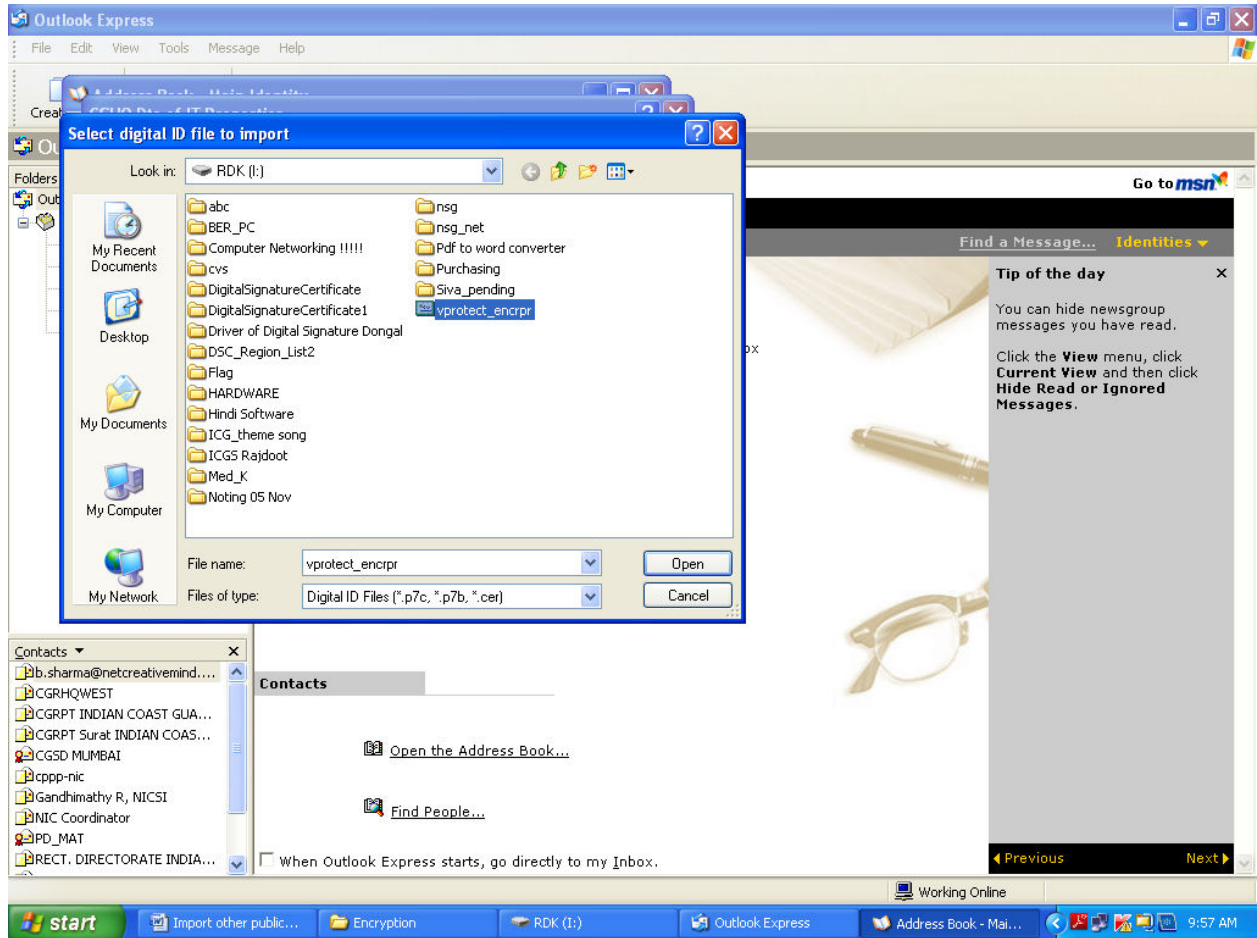 Outlook Express
File Edit View Tools Message Help
Creat
Address Book - Main Identity
Select digital ID file to import
Look in: RDK (I:)
My Recent Documents
Desktop
My Documents
My Computer
My Network
abc
BER_PC
Computer Networking !!!!!
cvs
DigitalSignatureCertificate
DigitalSignatureCertificate1
Driver of Digital Signature Dongal
DSC_Region_List2
Flag
HARDWARE
Hindi Software
ICG_theme song
ICGS Rajdoot
Med_K
Noting 05 Nov
nsg
nsg_net
Pdf to word converter
Purchasing
Siva_pending
vprotect_encrpr
File name: vprotect_encrpr
Open
Files of type: Digital ID Files (*.p7c, *.p7b, *.cer)
Cancel
Folders
Out
Go to msn
Find a Message... Identities
ox
Tip of the day
You can hide newsgroup
messages you have read.
Click the View menu, click
Current View and then click
Hide Read or Ignored
Messages.
Previous Next
Contacts
b.sharma@netcreativemind....
CGRHQWEST
CGRPT INDIAN COAST GUA...
CGRPT Surat INDIAN COAS...
CGSD MUMBAI
cppp-nic
Gandhimathy R, NICSI
NIC Coordinator
PD_MAT
RECT. DIRECTORATE INDIA...
Contacts
Open the Address Book...
Find People...
When Outlook Express starts, go directly to my Inbox.
Working Online
start
Import other public...
Encryption
RDK (I:)
Outlook Express
Address Book - Mai...
9:57 AM